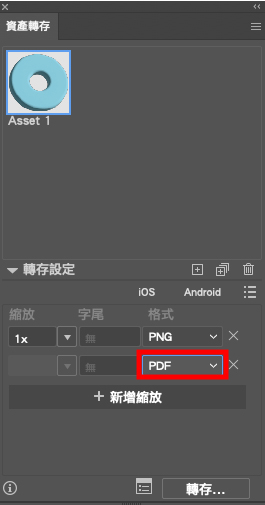 資產轉存
Asset 1
轉存設定
iOS Android
縮放 字尾 格式
1x 無 PNG
無 PDF
+ 新增縮放
轉存...